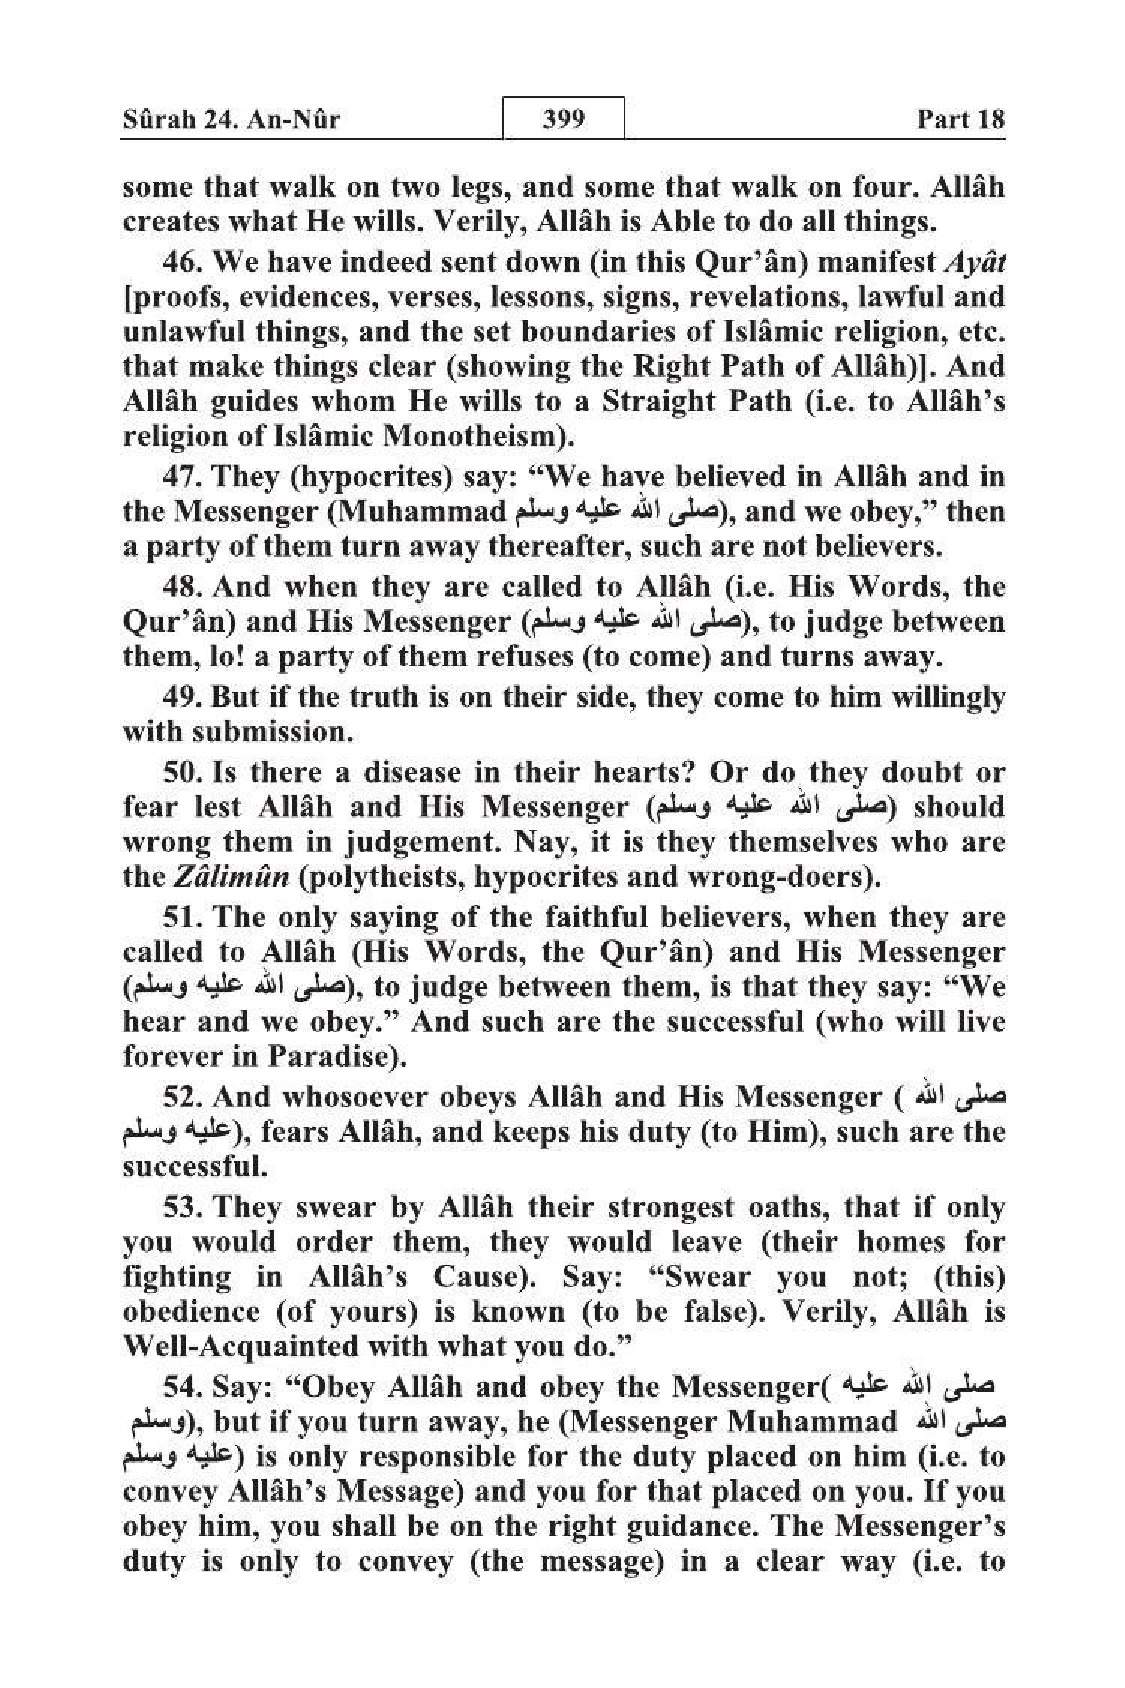 Sûrah 24. An-Nûr 399 Part 18
some that walk on two legs, and some that walk on four. Allâh
creates what He wills. Verily, Allâh is Able to do all things.
46. We have indeed sent down (in this Qur’ân) manifest Ayât
[proofs, evidences, verses, lessons, signs, revelations, lawful and
unlawful things, and the set boundaries of Islâmic religion, etc.
that make things clear (showing the Right Path of Allâh)]. And
Allâh guides whom He wills to a Straight Path (i.e. to Allâh’s
religion of Islâmic Monotheism).
47. They (hypocrites) say: “We have believed in Allâh and in
the Messenger (Muhammad صلى الله عليه وسلم), and we obey,” then
a party of them turn away thereafter, such are not believers.
48. And when they are called to Allâh (i.e. His Words, the
Qur’ân) and His Messenger (صلى الله عليه وسلم), to judge between
them, lo! a party of them refuses (to come) and turns away.
49. But if the truth is on their side, they come to him willingly
with submission.
50. Is there a disease in their hearts? Or do they doubt or
fear lest Allâh and His Messenger (صلى الله عليه وسلم) should
wrong them in judgement. Nay, it is they themselves who are
the Zâlimûn (polytheists, hypocrites and wrong-doers).
51. The only saying of the faithful believers, when they are
called to Allâh (His Words, the Qur’ân) and His Messenger
(صلى الله عليه وسلم), to judge between them, is that they say: “We
hear and we obey.” And such are the successful (who will live
forever in Paradise).
52. And whosoever obeys Allâh and His Messenger ( صلى الله
عليه وسلم), fears Allâh, and keeps his duty (to Him), such are the
successful.
53. They swear by Allâh their strongest oaths, that if only
you would order them, they would leave (their homes for
fighting in Allâh’s Cause). Say: “Swear you not; (this)
obedience (of yours) is known (to be false). Verily, Allâh is
Well-Acquainted with what you do.”
54. Say: “Obey Allâh and obey the Messenger( صلى الله عليه
وسلم), but if you turn away, he (Messenger Muhammad صلى الله
عليه وسلم) is only responsible for the duty placed on him (i.e. to
convey Allâh’s Message) and you for that placed on you. If you
obey him, you shall be on the right guidance. The Messenger’s
duty is only to convey (the message) in a clear way (i.e. to